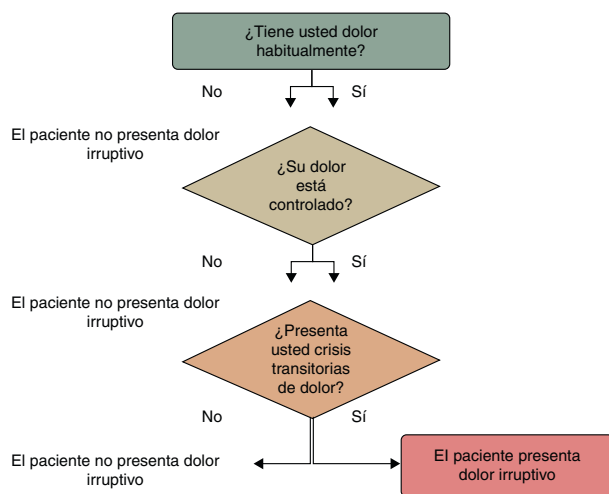 ¿Tiene usted dolor
habitualmente?
No
Sí
El paciente no presenta dolor
irruptivo
¿Su dolor
está
controlado?
No
Sí
El paciente no presenta dolor
irruptivo
¿Presenta
usted crisis
transitorias
de dolor?
No
Sí
El paciente no presenta dolor
irruptivo
El paciente presenta
dolor irruptivo